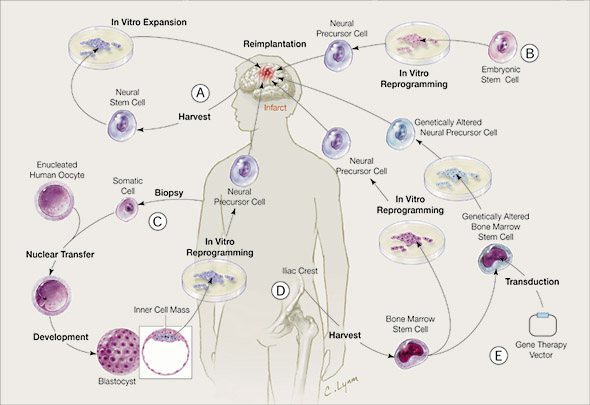 In Vitro Expansion
Reimplantation
Neural
Precursor Cell
In Vitro
Reprogramming
B
Embryonic
Stem Cell
A
Harvest
Neural
Stem Cell
Infarct
Genetically Altered
Neural Precursor Cell
Enucleated
Human Oocyte
Somatic
Cell
Biopsy
C
Neural
Precursor Cell
Neural
Precursor Cell
In Vitro
Reprogramming
Genetically Altered
Bone Marrow
Stem Cell
Nuclear Transfer
In Vitro
Reprogramming
Iliac Crest
D
Transduction
Development
Inner Cell Mass
Blastocyst
Harvest
Bone Marrow
Stem Cell
E
Gene Therapy
Vector
C. Lynm